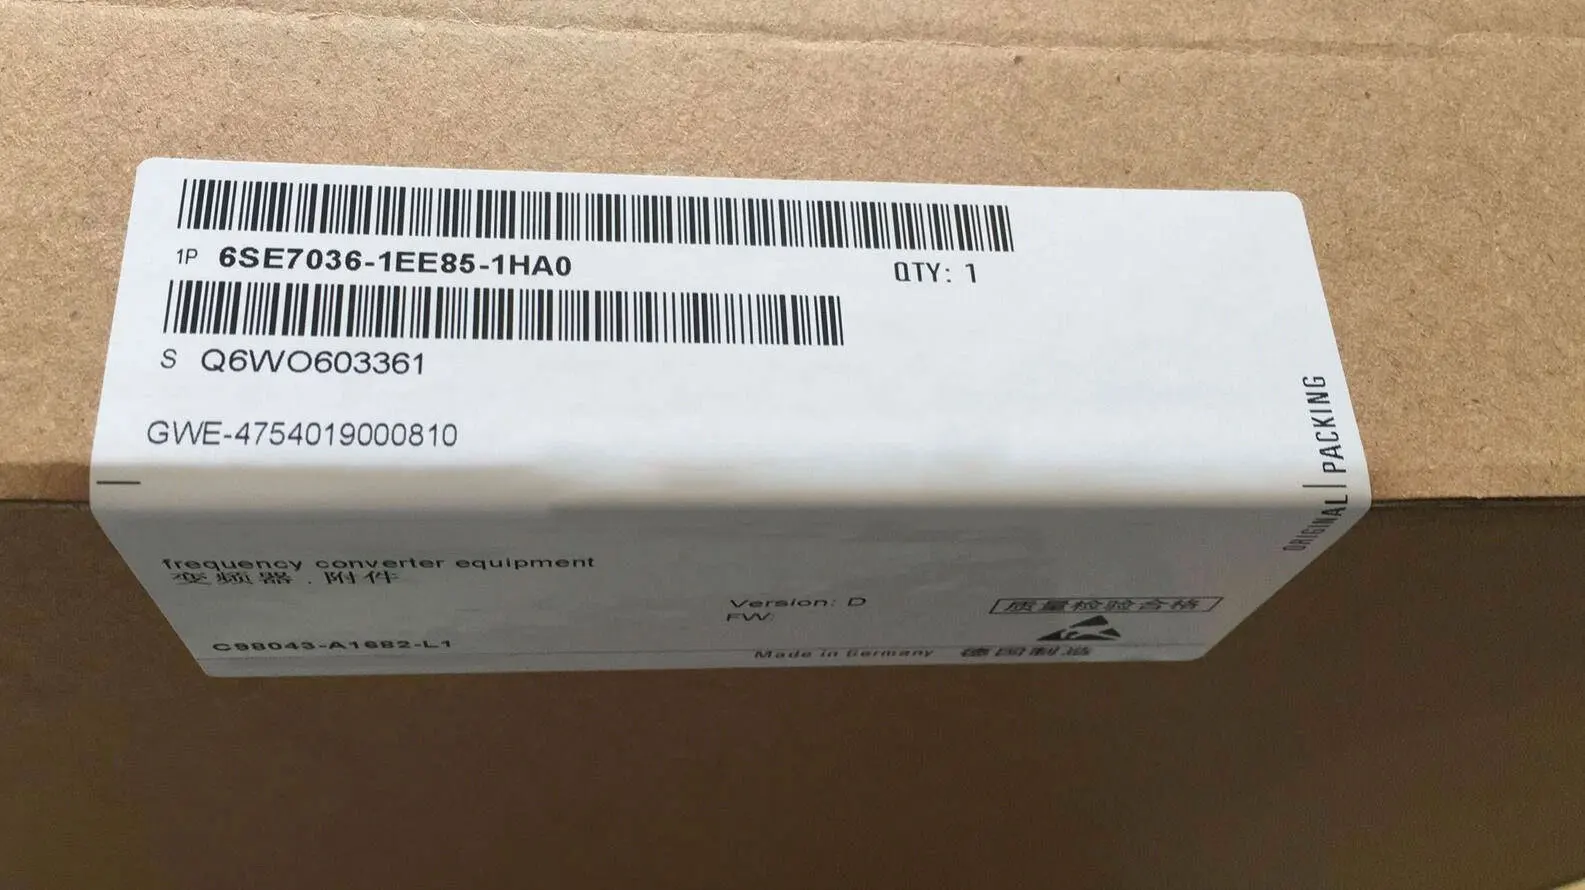 1P 6SE7036-1EE85-1HA0
QTY: 1
S Q6WO603361
GWE-4754019000810
ORIGINAL | PACKING
frequency converter equipment
变频器．附件
Version: D
FW:
质量检验合格
C98043-A1682-L1
Made in Germany 德国制造